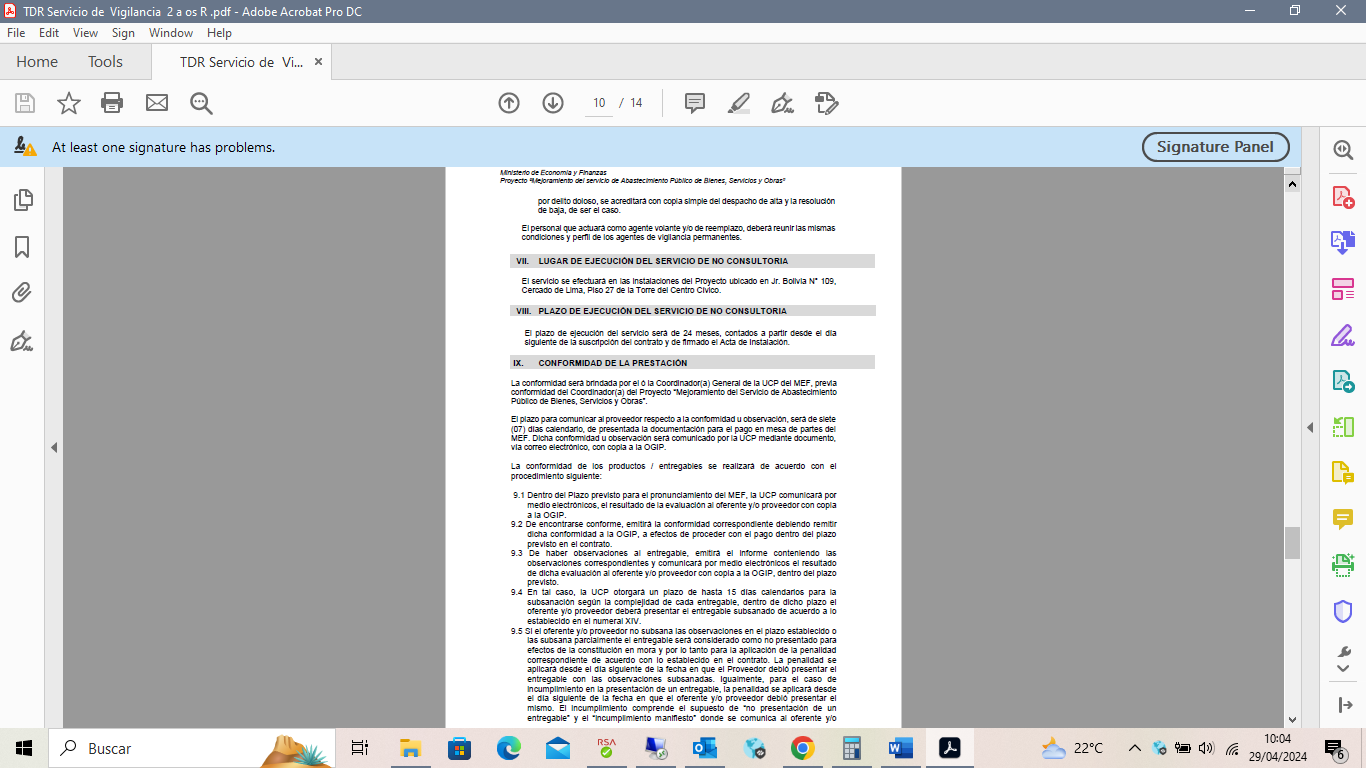 TDR Servicio de Vigilancia 2 a os R .pdf - Adobe Acrobat Pro DC
File Edit View Sign Window Help
Home Tools TDR Servicio de Vi... ×
10 / 14
At least one signature has problems.
Signature Panel
Ministerio de Economía y Finanzas
Proyecto "Mejoramiento del servicio de Abastecimiento Público de Bienes, Servicios y Obras"
por delito doloso, se acreditará con copia simple del despacho de alta y la resolución
de baja, de ser el caso.
El personal que actuará como agente volante y/o de reemplazo, deberá reunir las mismas
condiciones y perfil de los agentes de vigilancia permanentes.
VII. LUGAR DE EJECUCIÓN DEL SERVICIO DE NO CONSULTORIA
El servicio se efectuará en las instalaciones del Proyecto ubicado en Jr. Bolivia N° 109,
Cercado de Lima, Piso 27 de la Torre del Centro Cívico.
VIII. PLAZO DE EJECUCIÓN DEL SERVICIO DE NO CONSULTORIA
El plazo de ejecución del servicio será de 24 meses, contados a partir desde el día
siguiente de la suscripción del contrato y de firmado el Acta de Instalación.
IX. CONFORMIDAD DE LA PRESTACIÓN
La conformidad será brindada por el ó la Coordinador(a) General de la UCP del MEF, previa
conformidad del Coordinador(a) del Proyecto "Mejoramiento del Servicio de Abastecimiento
Público de Bienes, Servicios y Obras".
El plazo para comunicar al proveedor respecto a la conformidad u observación, será de siete
(07) días calendario, de presentada la documentación para el pago en mesa de partes del
MEF. Dicha conformidad u observación será comunicado por la UCP mediante documento,
vía correo electrónico, con copia a la OGIP.
La conformidad de los productos / entregables se realizará de acuerdo con el
procedimiento siguiente:
9.1 Dentro del Plazo previsto para el pronunciamiento del MEF, la UCP comunicará por
medio electrónicos, el resultado de la evaluación al oferente y/o proveedor con copia
a la OGIP.
9.2 De encontrarse conforme, emitirá la conformidad correspondiente debiendo remitir
dicha conformidad a la OGIP, a efectos de proceder con el pago dentro del plazo
previsto en el contrato.
9.3 De haber observaciones al entregable, emitirá el informe conteniendo las
observaciones correspondientes y comunicará por medio electrónicos el resultado
de dicha evaluación al oferente y/o proveedor con copia a la OGIP, dentro del plazo
previsto.
9.4 En tal caso, la UCP otorgará un plazo de hasta 15 días calendarios para la
subsanación según la complejidad de cada entregable, dentro de dicho plazo el
oferente y/o proveedor deberá presentar el entregable subsanado de acuerdo a lo
establecido en el numeral XIV.
9.5 Si el oferente y/o proveedor no subsana las observaciones en el plazo establecido o
las subsana parcialmente el entregable será considerado como no presentado para
efectos de la constitución en mora y por lo tanto para la aplicación de la penalidad
correspondiente de acuerdo con lo establecido en el contrato. La penalidad se
aplicará desde el día siguiente de la fecha en que el Proveedor debió presentar el
entregable con las observaciones subsanadas. Igualmente, para el caso de
incumplimiento en la presentación de un entregable, la penalidad se aplicará desde
el día siguiente de la fecha en que el oferente y/o proveedor debió presentar el
mismo. El incumplimiento comprende el supuesto de "no presentación de un
entregable" y el "incumplimiento manifiesto" donde se comunica al oferente y/o
Buscar
RSA
22°C
10:04
29/04/2024
6